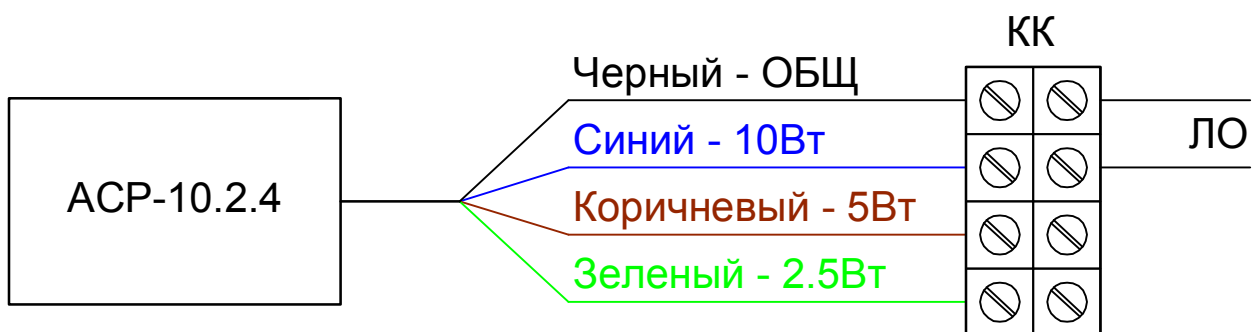 КК
Черный - ОБЩ
Синий - 10Вт
ЛО
АСР-10.2.4
Коричневый - 5Вт
Зеленый - 2.5Вт